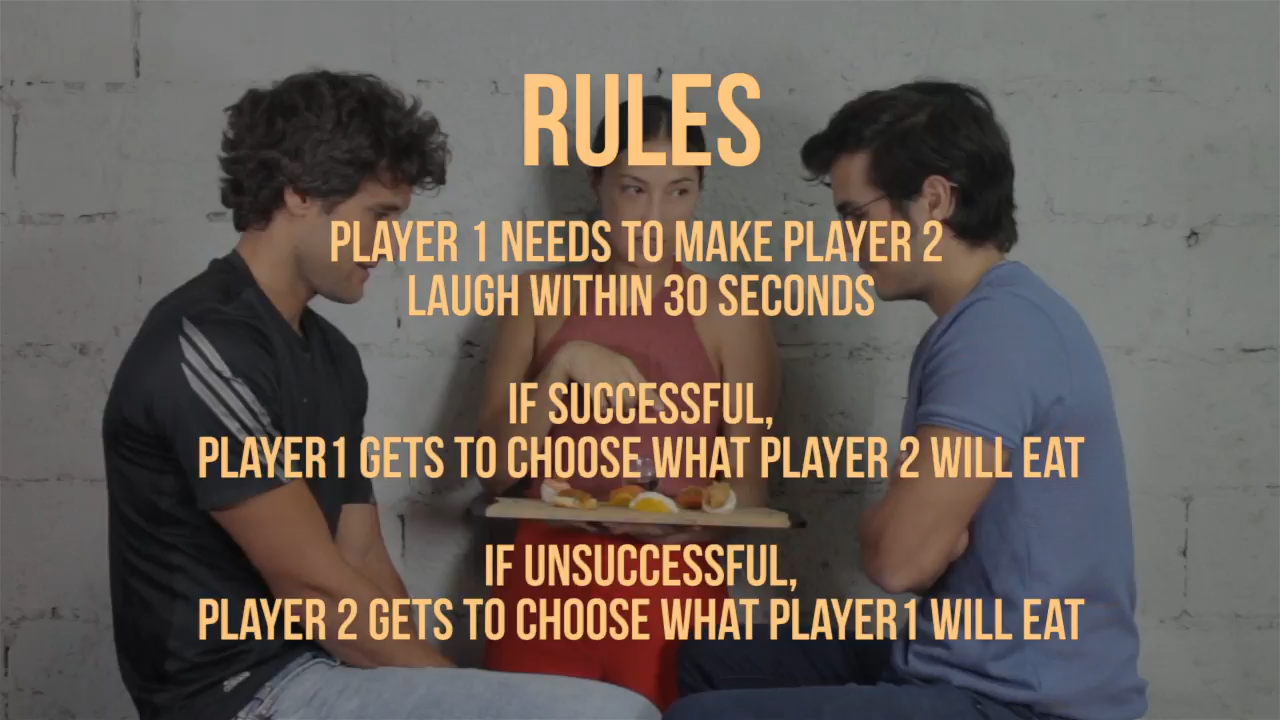 RULES
PLAYER 1 NEEDS TO MAKE PLAYER 2
LAUGH WITHIN 30 SECONDS
IF SUCCESSFUL,
PLAYER1 GETS TO CHOOSE WHAT PLAYER 2 WILL EAT
IF UNSUCCESSFUL,
PLAYER 2 GETS TO CHOOSE WHAT PLAYER1 WILL EAT